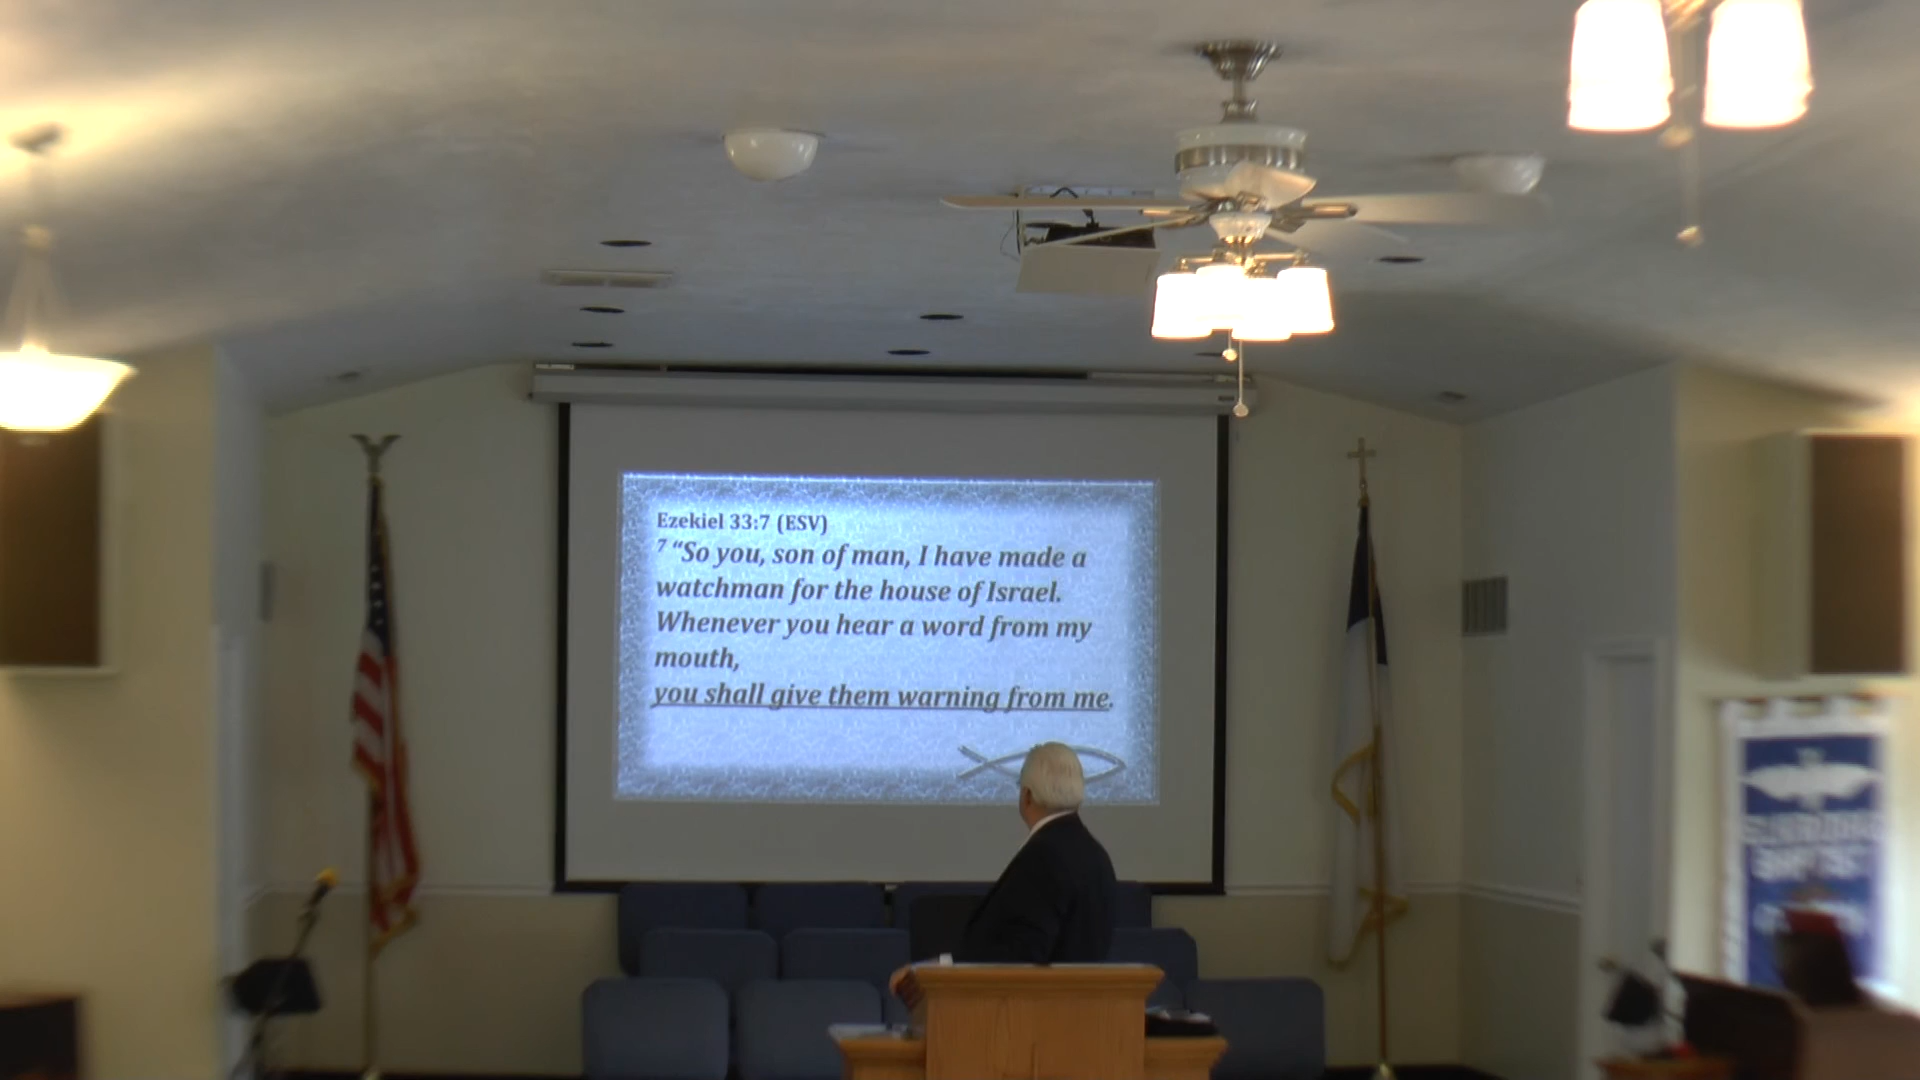 Ezekiel 33:7 (ESV)
7 “So you, son of man, I have made a
watchman for the house of Israel.
Whenever you hear a word from my
mouth,
you shall give them warning from me.